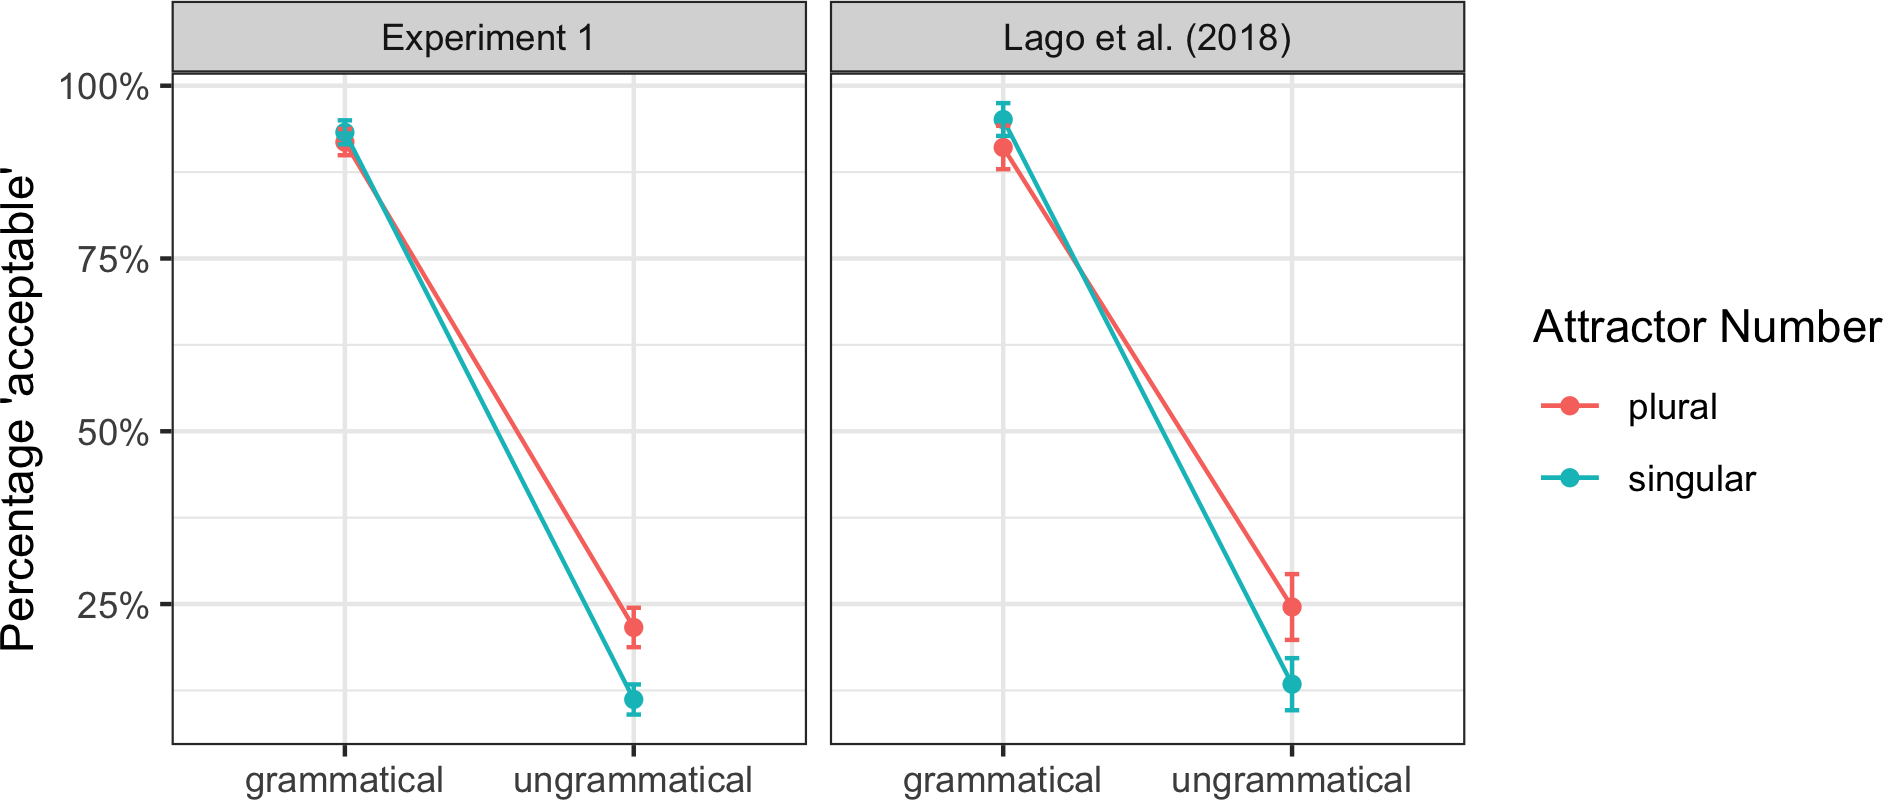 Experiment 1
Lago et al. (2018)
Percentage 'acceptable'
100%
75%
50%
25%
grammatical
ungrammatical
grammatical
ungrammatical
Attractor Number
plural
singular